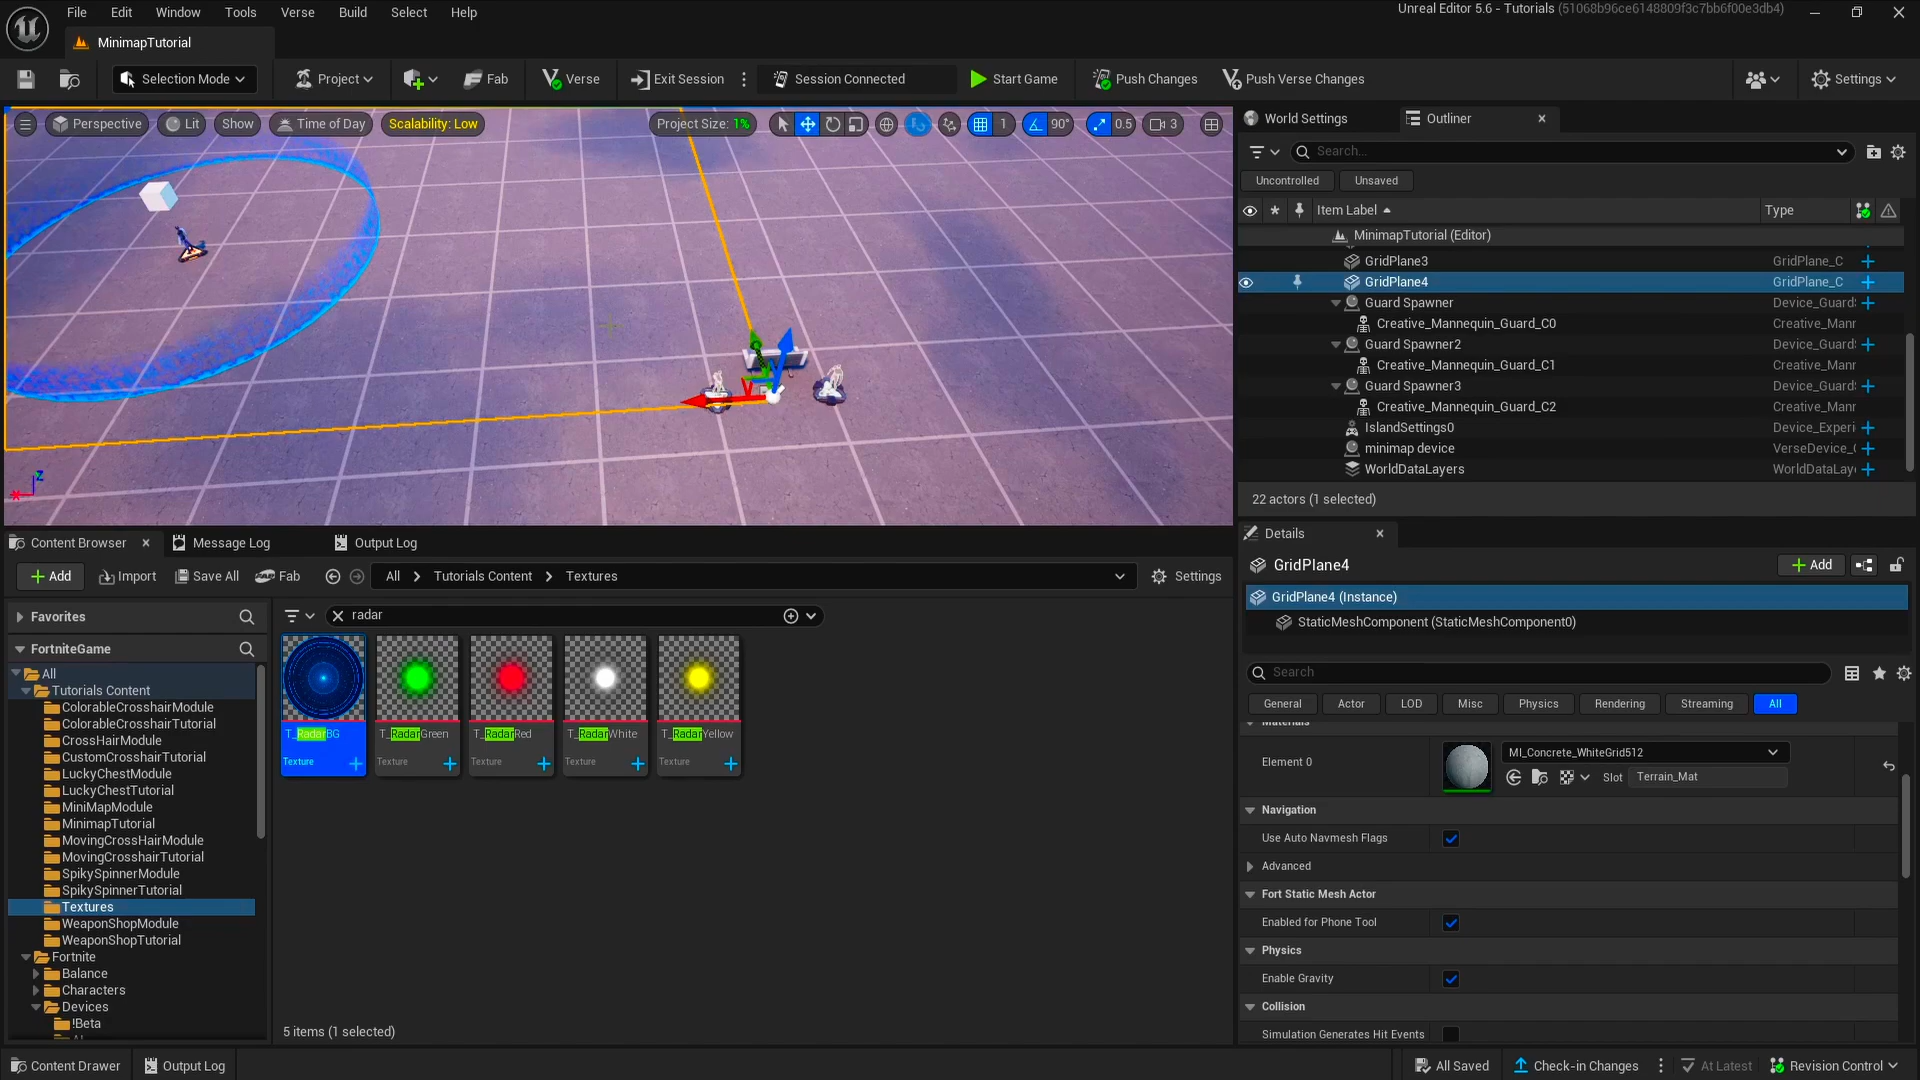 File Edit Window Tools Verse Build Select Help
Unreal Editor 5.6 - Tutorials (51068b96ce6148809f3c7bb6f00e3db4)
MinimapTutorial
Selection Mode Project Fab Verse Exit Session Session Connected Start Game Push Changes Push Verse Changes Settings
Perspective Lit Show Time of Day Scalability: Low Project Size: 1% 1 90° 0.5 3
World Settings Outliner
Search...
Uncontrolled Unsaved
Item Label Type
MinimapTutorial (Editor)
GridPlane3 GridPlane_C
GridPlane4 GridPlane_C
Guard Spawner Device_Guard
Creative_Mannequin_Guard_C0 Creative_Manr
Guard Spawner2 Device_Guard
Creative_Mannequin_Guard_C1 Creative_Manr
Guard Spawner3 Device_Guard
Creative_Mannequin_Guard_C2 Creative_Manr
IslandSettings0 Device_Experi
minimap device VerseDevice_
WorldDataLayers WorldDataLay
22 actors (1 selected)
Content Browser Message Log Output Log
Add Import Save All Fab All Tutorials Content Textures Settings
Favorites
FortniteGame
All
Tutorials Content
ColorableCrosshairModule
ColorableCrosshairTutorial
CrossHairModule
CustomCrosshairTutorial
LuckyChestModule
LuckyChestTutorial
MiniMapModule
MinimapTutorial
MovingCrossHairModule
MovingCrosshairTutorial
SpikySpinnerModule
SpikySpinnerTutorial
Textures
WeaponShopModule
WeaponShopTutorial
Fortnite
Balance
Characters
Devices
!Beta
radar
T_RadarBG T_RadarGreen T_RadarRed T_RadarWhite T_RadarYellow
Texture Texture Texture Texture Texture
5 items (1 selected)
Details
GridPlane4 Add
GridPlane4 (Instance)
StaticMeshComponent (StaticMeshComponent0)
Search
General Actor LOD Misc Physics Rendering Streaming All
Materials
Element 0 MI_Concrete_WhiteGrid512
Slot Terrain_Mat
Navigation
Use Auto Navmesh Flags
Advanced
Fort Static Mesh Actor
Enabled for Phone Tool
Physics
Enable Gravity
Collision
Simulation Generates Hit Events
Content Drawer Output Log All Saved Check-in Changes At Latest Revision Control